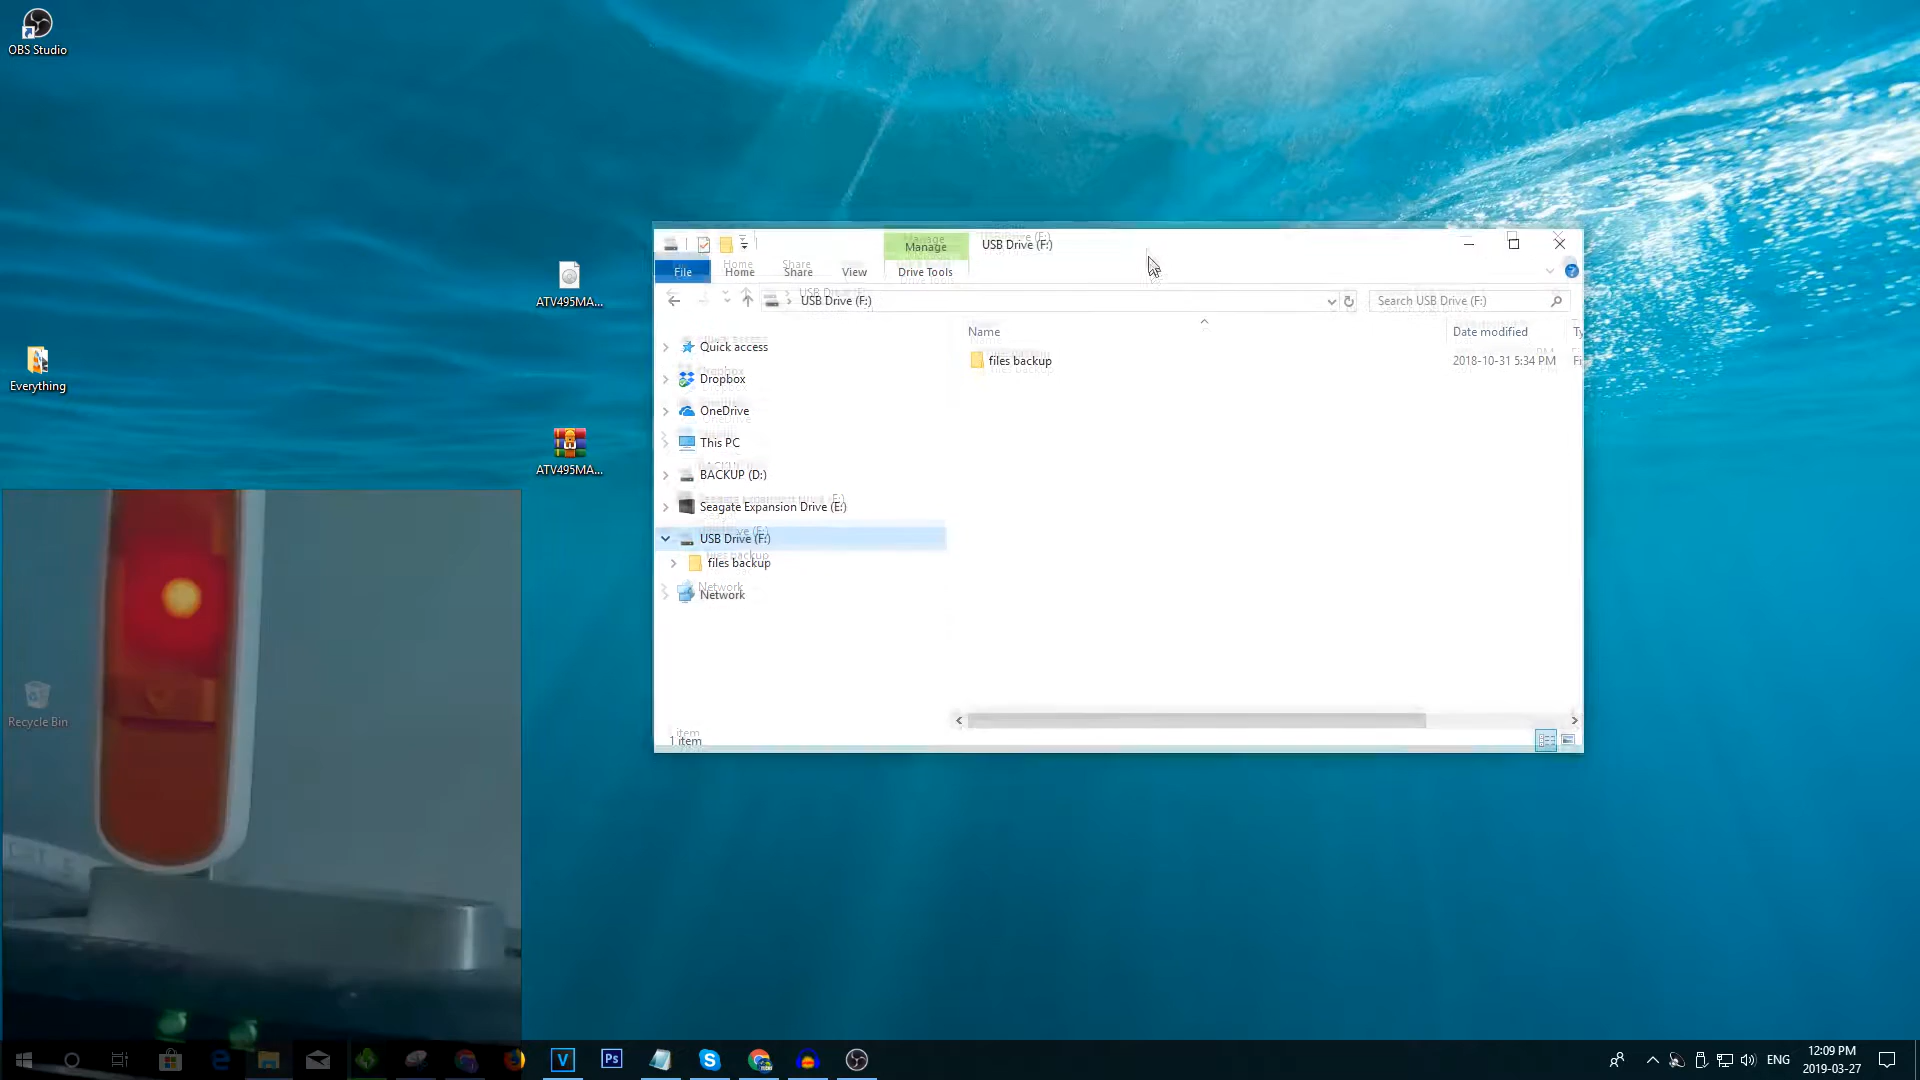 OBS Studio
Everything
Recycle Bin
ATV495MA...
ATV495MA...
Manage
USB Drive (F:)
File
Home
Share
View
Drive Tools
USB Drive (F:)
Search USB Drive (F:)
Quick access
Dropbox
OneDrive
This PC
BACKUP (D:)
Seagate Expansion Drive (E:)
USB Drive (F:)
files backup
Network
Name
Date modified
files backup
2018-10-31 5:34 PM
1 item
V
Ps
ENG
12:09 PM
2019-03-27